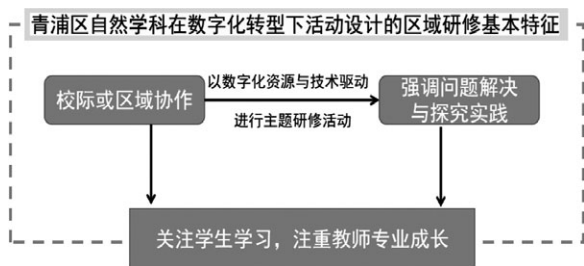 青浦区自然学科在数字化转型下活动设计的区域研修基本特征
校际或区域协作
以数字化资源与技术驱动
进行主题研修活动
强调问题解决
与探究实践
关注学生学习，注重教师专业成长